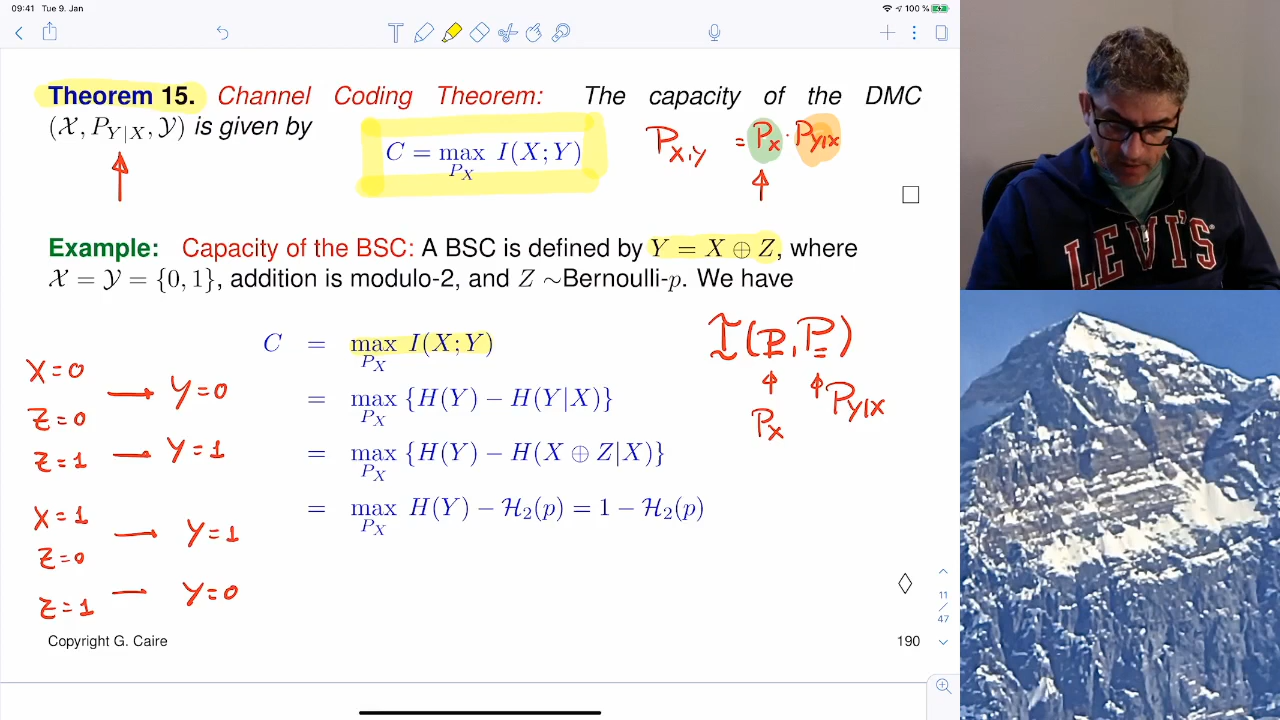 09:41 Tue 9. Jan
100 %
Theorem 15. Channel Coding Theorem: The capacity of the DMC
(𝒳, P_{Y|X}, 𝒴) is given by
C = max_{P_X} I(X; Y)
P_{X,Y} = P_X · P_{Y|X}
Example: Capacity of the BSC: A BSC is defined by Y = X ⊕ Z, where
𝒳 = 𝒴 = {0, 1}, addition is modulo-2, and Z ∼Bernoulli-p. We have
C = max_{P_X} I(X; Y)
= max_{P_X} {H(Y) − H(Y|X)}
= max_{P_X} {H(Y) − H(X ⊕ Z|X)}
= max_{P_X} H(Y) − ℋ₂(p) = 1 − ℋ₂(p)
X=0
Z=0 → Y=0
Z=1 → Y=1
X=1
Z=0 → Y=1
Z=1 — Y=0
I(P, P)
P_X
P_{Y|X}
Copyright G. Caire
190
11
/
47
LEVI'S